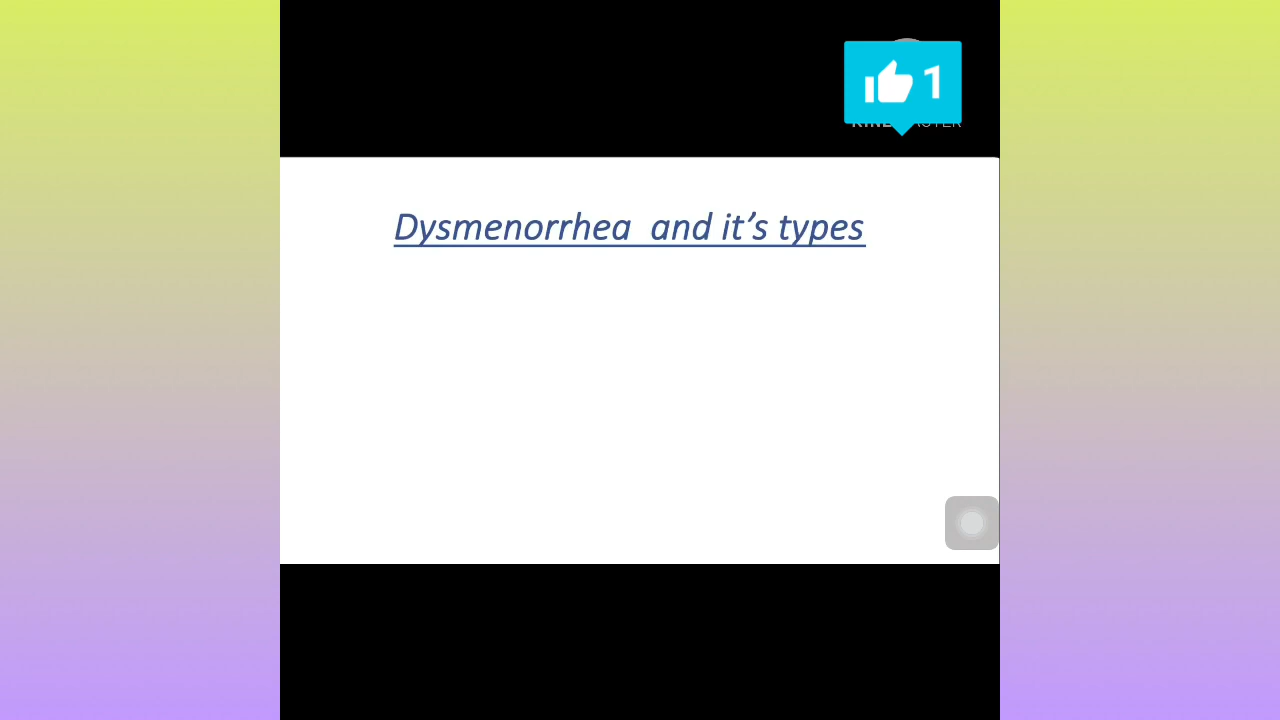 1
Dysmenorrhea and it’s types